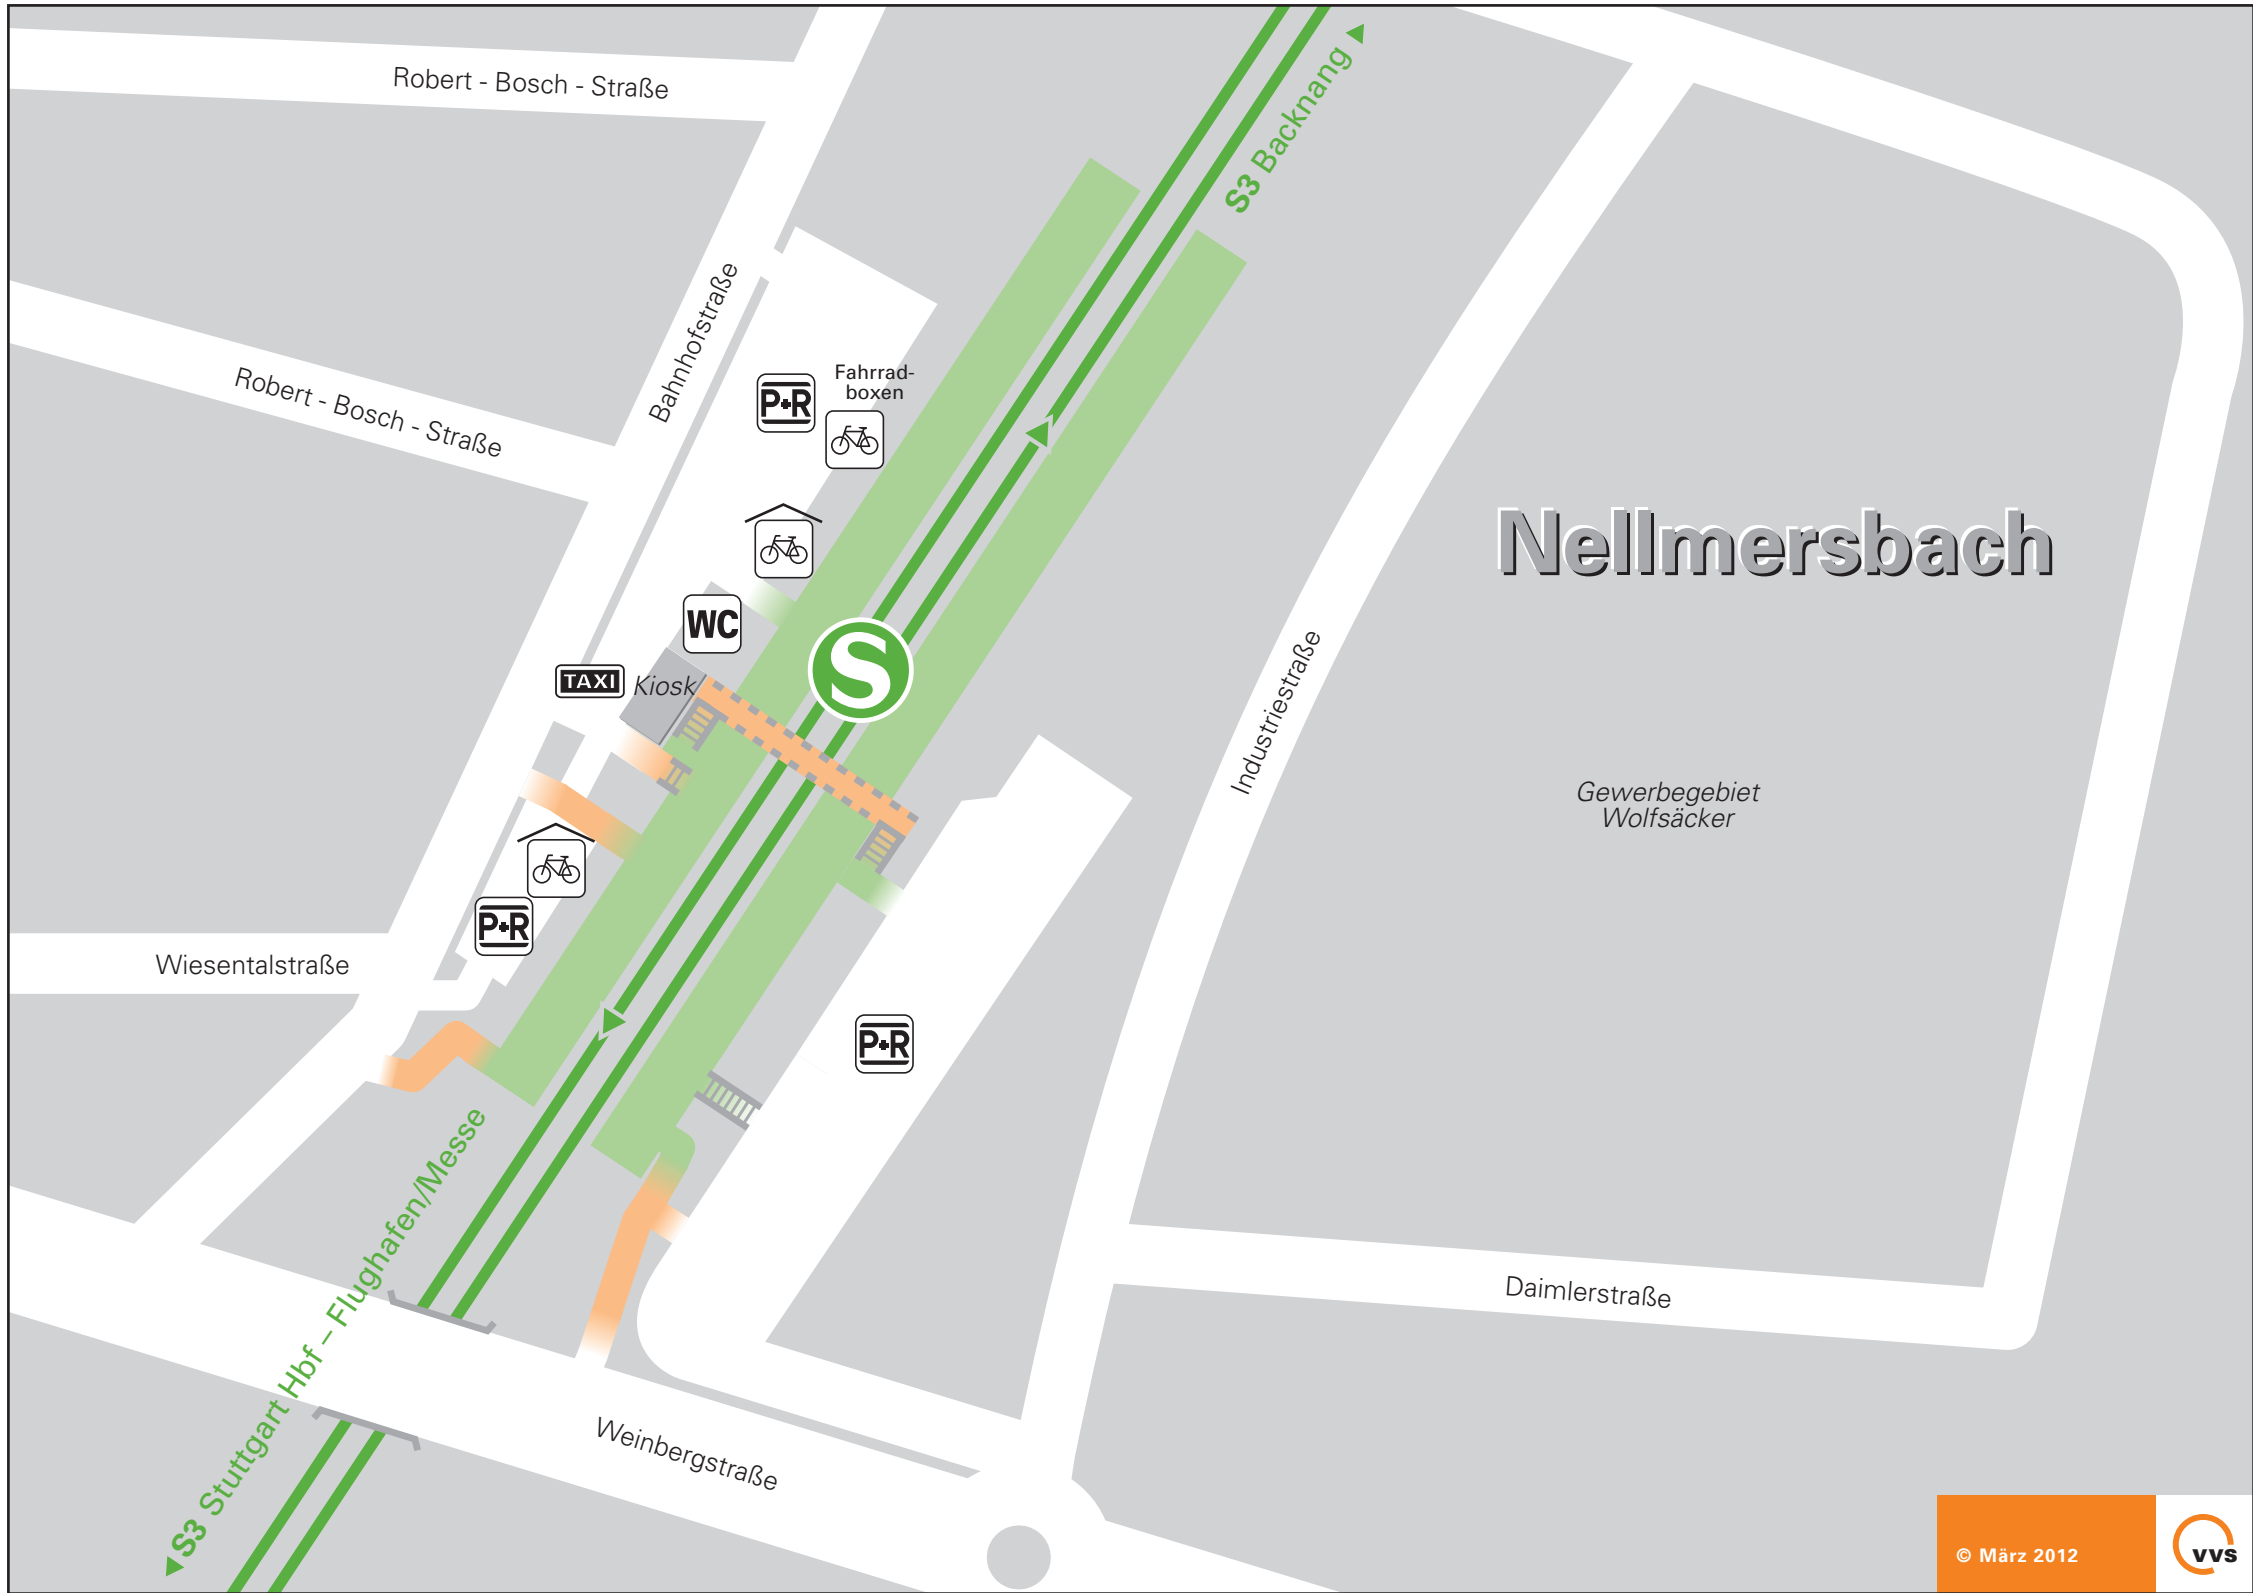 Robert - Bosch - Straße
S3 Backnang
Robert - Bosch - Straße
Bahnhofstraße
Fahrrad-
boxen
P+R
Nellmersbach
WC
TAXI
Kiosk
S
Industriestraße
Gewerbegebiet
Wolfsäcker
P+R
Wiesentalstraße
P+R
S3 Stuttgart Hbf – Flughafen/Messe
Daimlerstraße
Weinbergstraße
© März 2012
vvs